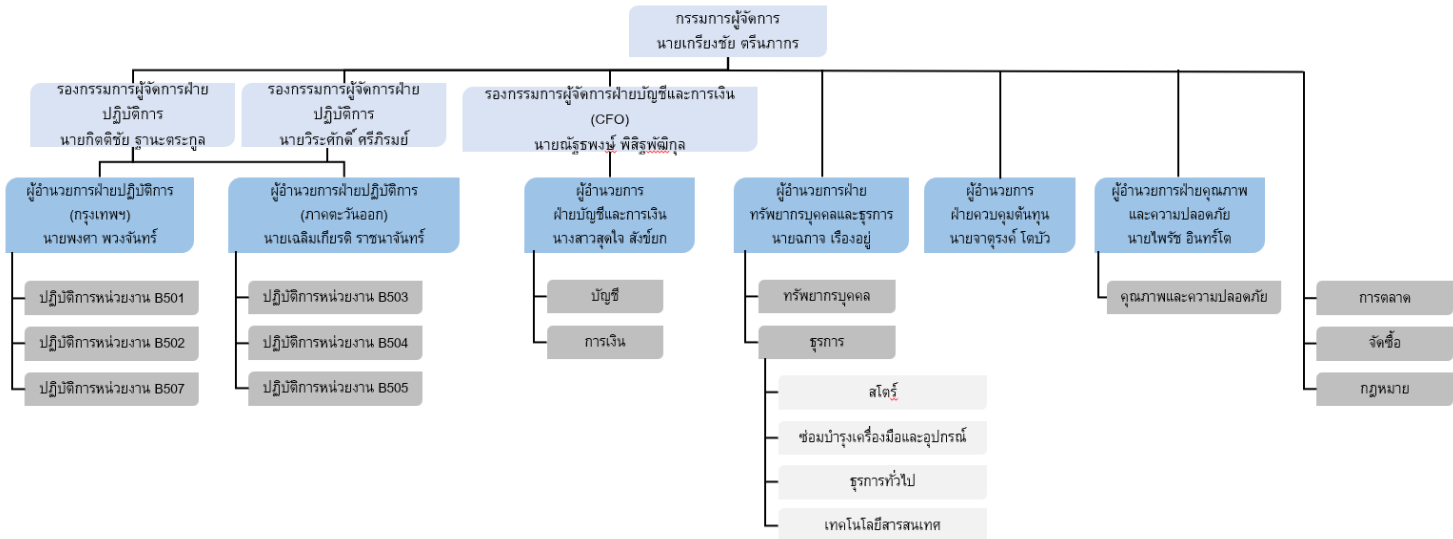 กรรมการผู้จัดการ
นายเกรียงชัย ตรีนภากร
รองกรรมการผู้จัดการฝ่าย
ปฏิบัติการ
นายกิตติชัย ฐานะตระกูล
รองกรรมการผู้จัดการฝ่าย
ปฏิบัติการ
นายวิระศักดิ์ ศรีภิรมย์
รองกรรมการผู้จัดการฝ่ายบัญชีและการเงิน
(CFO)
นายณัฐธพงษ์ พิสิฐพัฒิกุล
ผู้อำนวยการฝ่ายปฏิบัติการ
(กรุงเทพฯ)
นายพงศา พวงจันทร์
ผู้อำนวยการฝ่ายปฏิบัติการ
(ภาคตะวันออก)
นายเฉลิมเกียรติ ราชนาจันทร์
ผู้อำนวยการ
ฝ่ายบัญชีและการเงิน
นางสาวสุดใจ สังข์ยก
ผู้อำนวยการฝ่าย
ทรัพยากรบุคคลและธุรการ
นายฉกาจ เรืองอยู่
ผู้อำนวยการ
ฝ่ายควบคุมต้นทุน
นายจาตุรงค์ โตบัว
ผู้อำนวยการฝ่ายคุณภาพ
และความปลอดภัย
นายไพรัช อินทร์โต
ปฏิบัติการหน่วยงาน B501
ปฏิบัติการหน่วยงาน B502
ปฏิบัติการหน่วยงาน B507
ปฏิบัติการหน่วยงาน B503
ปฏิบัติการหน่วยงาน B504
ปฏิบัติการหน่วยงาน B505
บัญชี
การเงิน
ทรัพยากรบุคคล
ธุรการ
สโตร์
ซ่อมบำรุงเครื่องมือและอุปกรณ์
ธุรการทั่วไป
เทคโนโลยีสารสนเทศ
คุณภาพและความปลอดภัย
การตลาด
จัดซื้อ
กฎหมาย